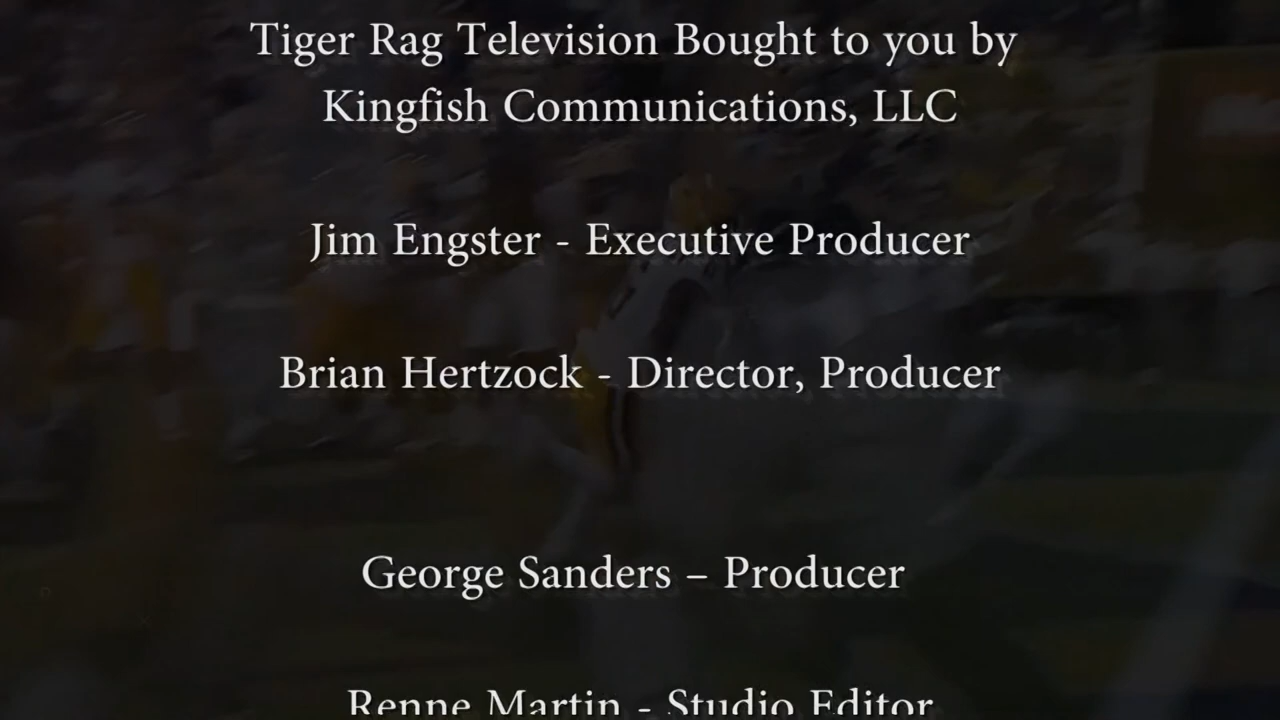 Tiger Rag Television Bought to you by
Kingfish Communications, LLC
Jim Engster - Executive Producer
Brian Hertzock - Director, Producer
George Sanders – Producer
Renne Martin - Studio Editor